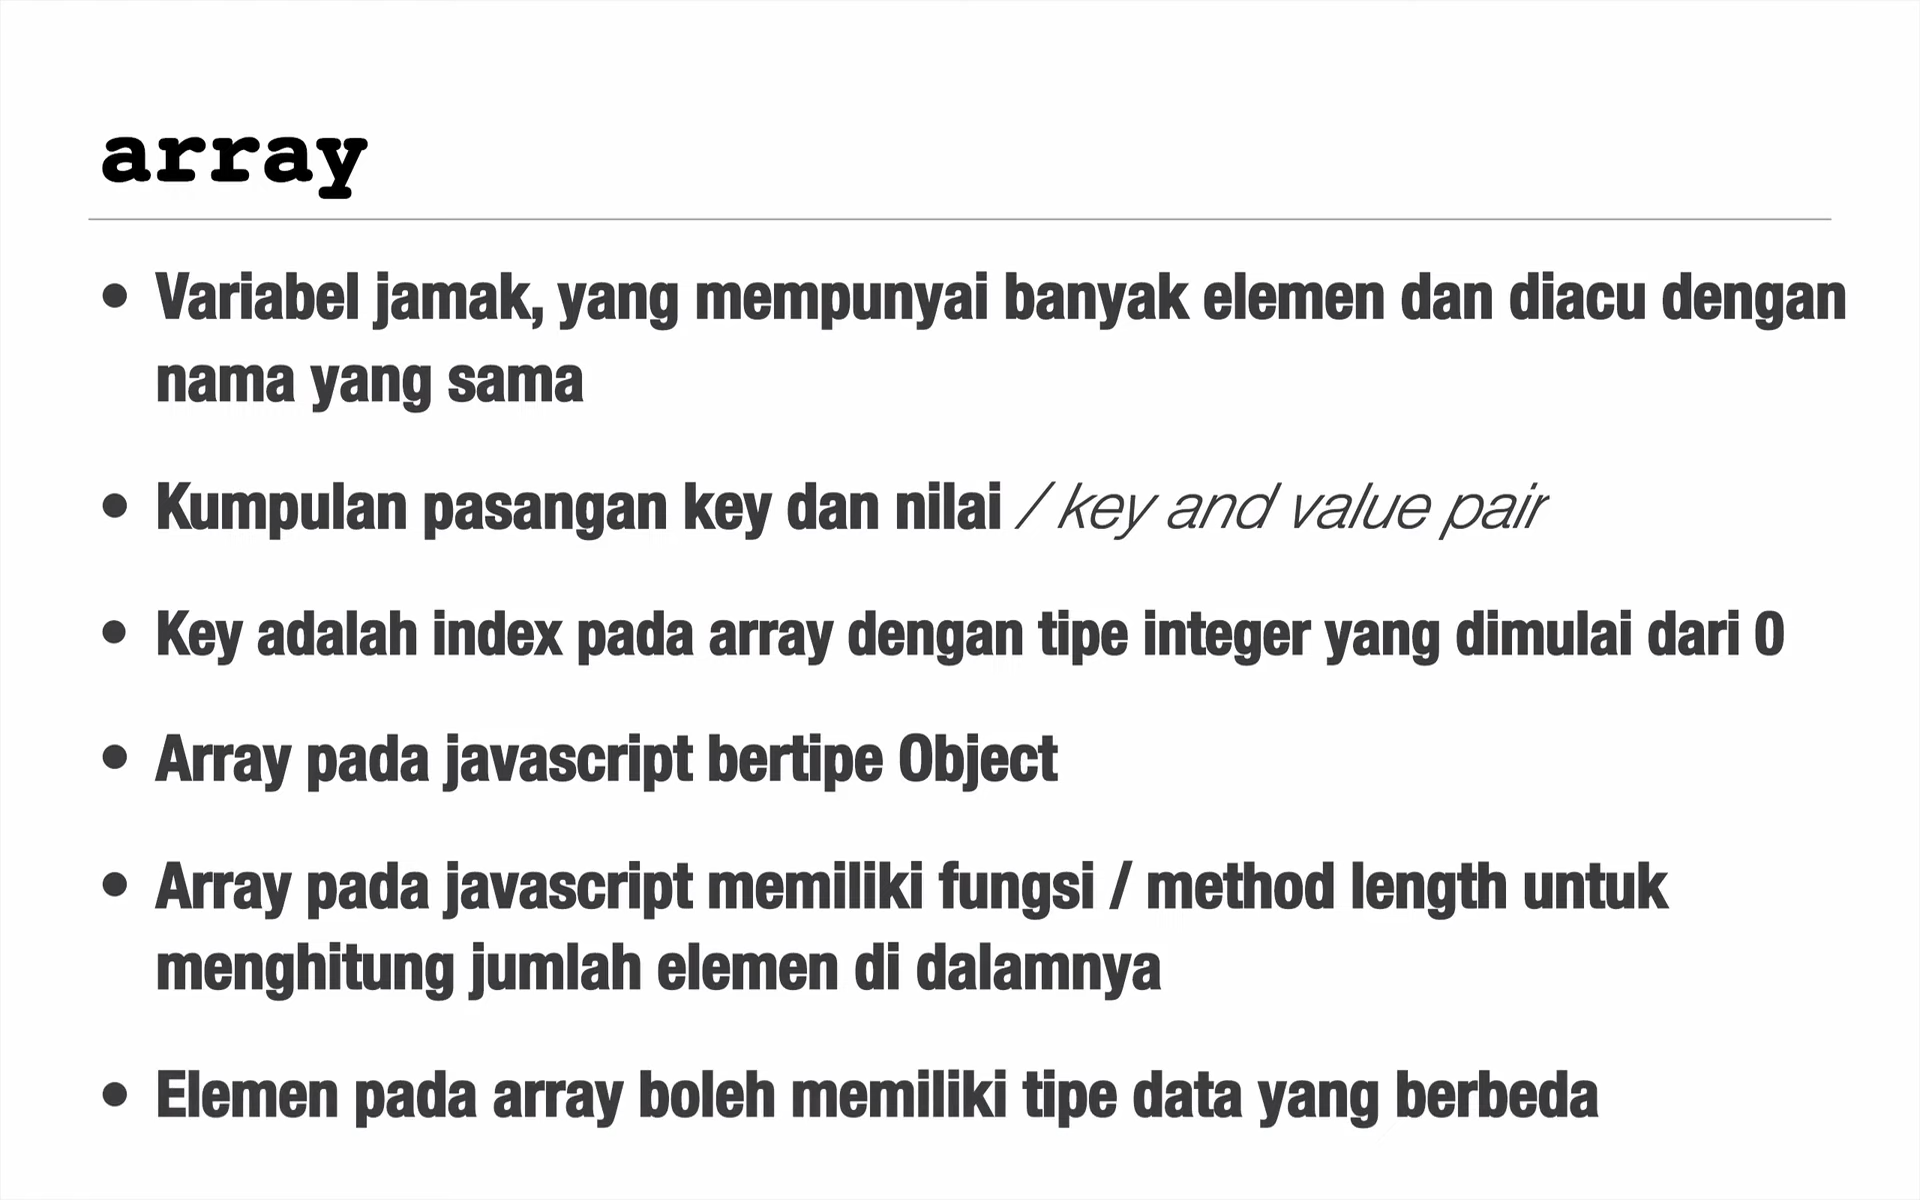 array
• Variabel jamak, yang mempunyai banyak elemen dan diacu dengan
nama yang sama
• Kumpulan pasangan key dan nilai / key and value pair
• Key adalah index pada array dengan tipe integer yang dimulai dari 0
• Array pada javascript bertipe Object
• Array pada javascript memiliki fungsi / method length untuk
menghitung jumlah elemen di dalamnya
• Elemen pada array boleh memiliki tipe data yang berbeda